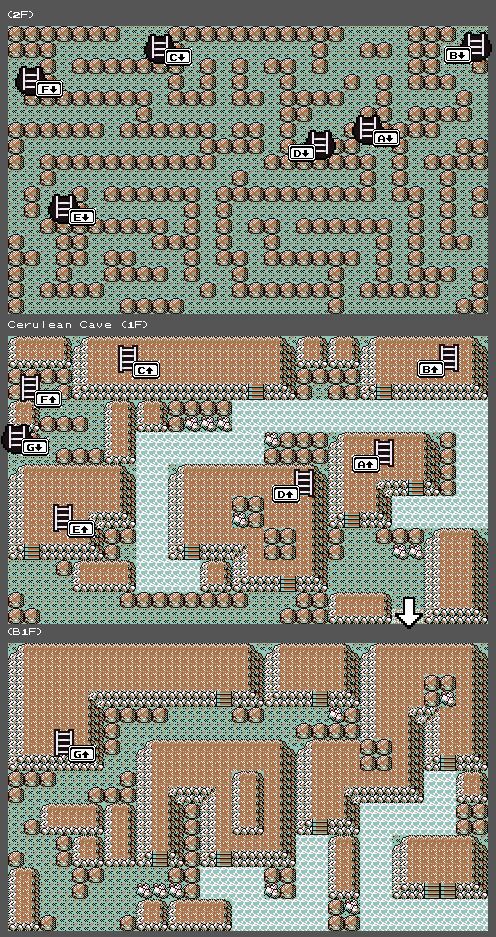 (2F)
C↓
B↓
F↓
A↓
D↓
E↓
Cerulean Cave (1F)
C↑
B↑
F↑
G↓
A↑
D↑
E↑
(B1F)
G↑